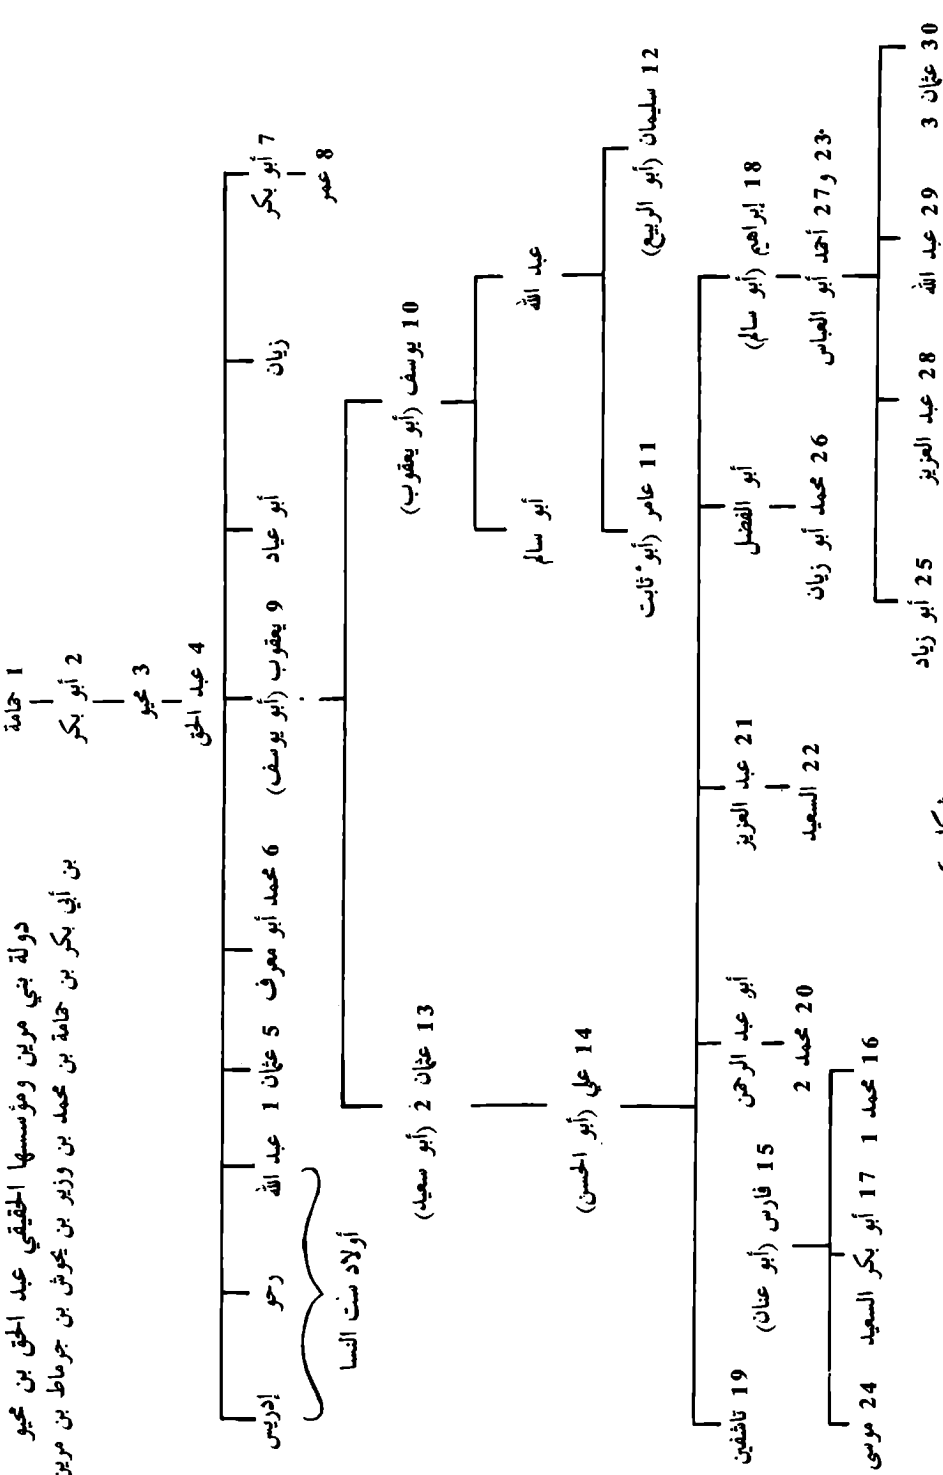 دولة بني مرين ومؤسسها الحقيقي عبد الحق بن محيو
بن أبي بكر بن حمامة بن محمد بن وزير بن يحوش بن جرماط بن مرين
1 حمامة
2 أبو بكر
3 محيو
4 عبد الحق
7 أبو بكر
زيان
أبو عياد
9 يعقوب (أبو يوسف)
6 محمد أبو معرف
5 عثمان 1
عبد الله
رحو
إدريس
8 عمر
أولاد سنت النسا
10 يوسف (أبو يعقوب)
13 عثمان 2 (أبو سعيد)
عبد الله
أبو سالم
14 علي (أبو الحسن)
12 سليمان (أبو الربيع)
11 عامر (أبو ثابت
18 إبراهيم (أبو سالم)
أبو الفضل
21 عبد العزيز
أبو عبد الرحمن
15 فارس (أبو عنان)
19 تاشفين
23 و27 أحمد أبو العباس
26 محمد أبو زيان
22 السعيد
20 محمد 2
16 محمد 1
17 أبو بكر السعيد
24 موسى
30 عثمان 3
29 عبد الله
28 عبد العزيز
25 أبو زياد